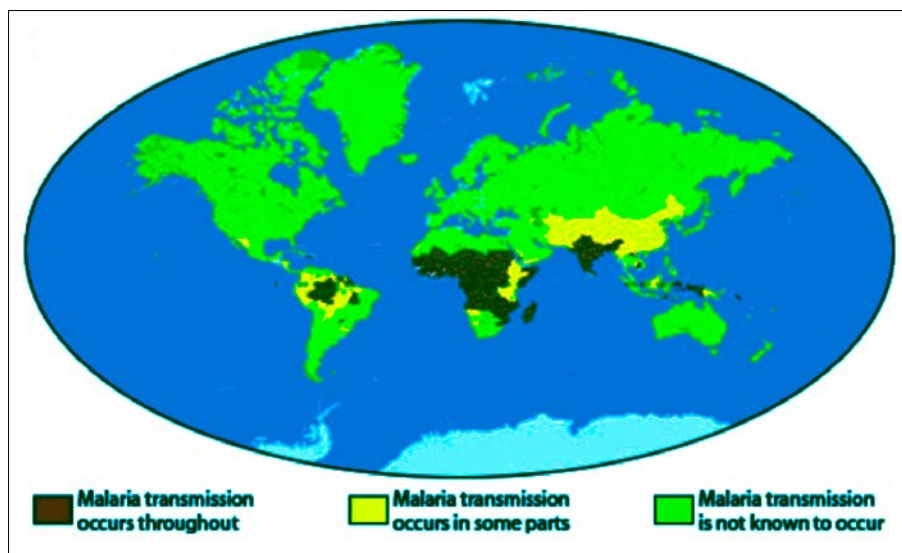 Malaria transmission
occurs throughout
Malaria transmission
occurs in some parts
Malaria transmission
is not known to occur